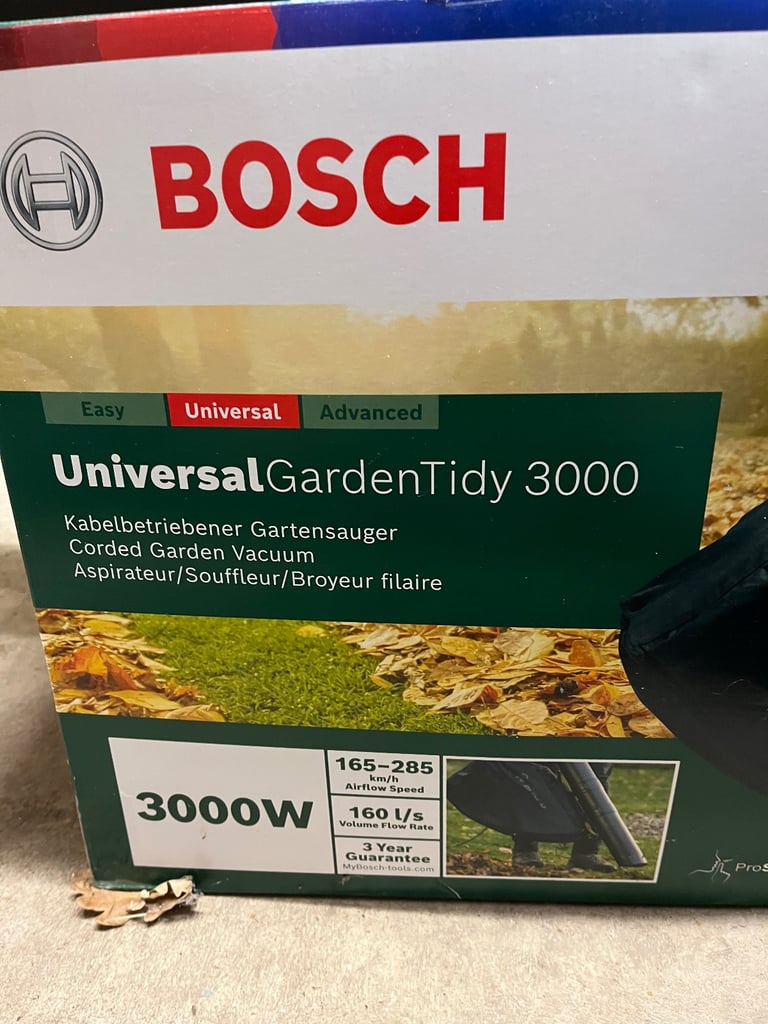 BOSCH
Easy Universal Advanced
UniversalGardenTidy 3000
Kabelbetriebener Gartensauger
Corded Garden Vacuum
Aspirateur/Souffleur/Broyeur filaire
3000W
165–285
km/h
Airflow Speed
160 l/s
Volume Flow Rate
3 Year
Guarantee
MyBosch-tools.com
ProS